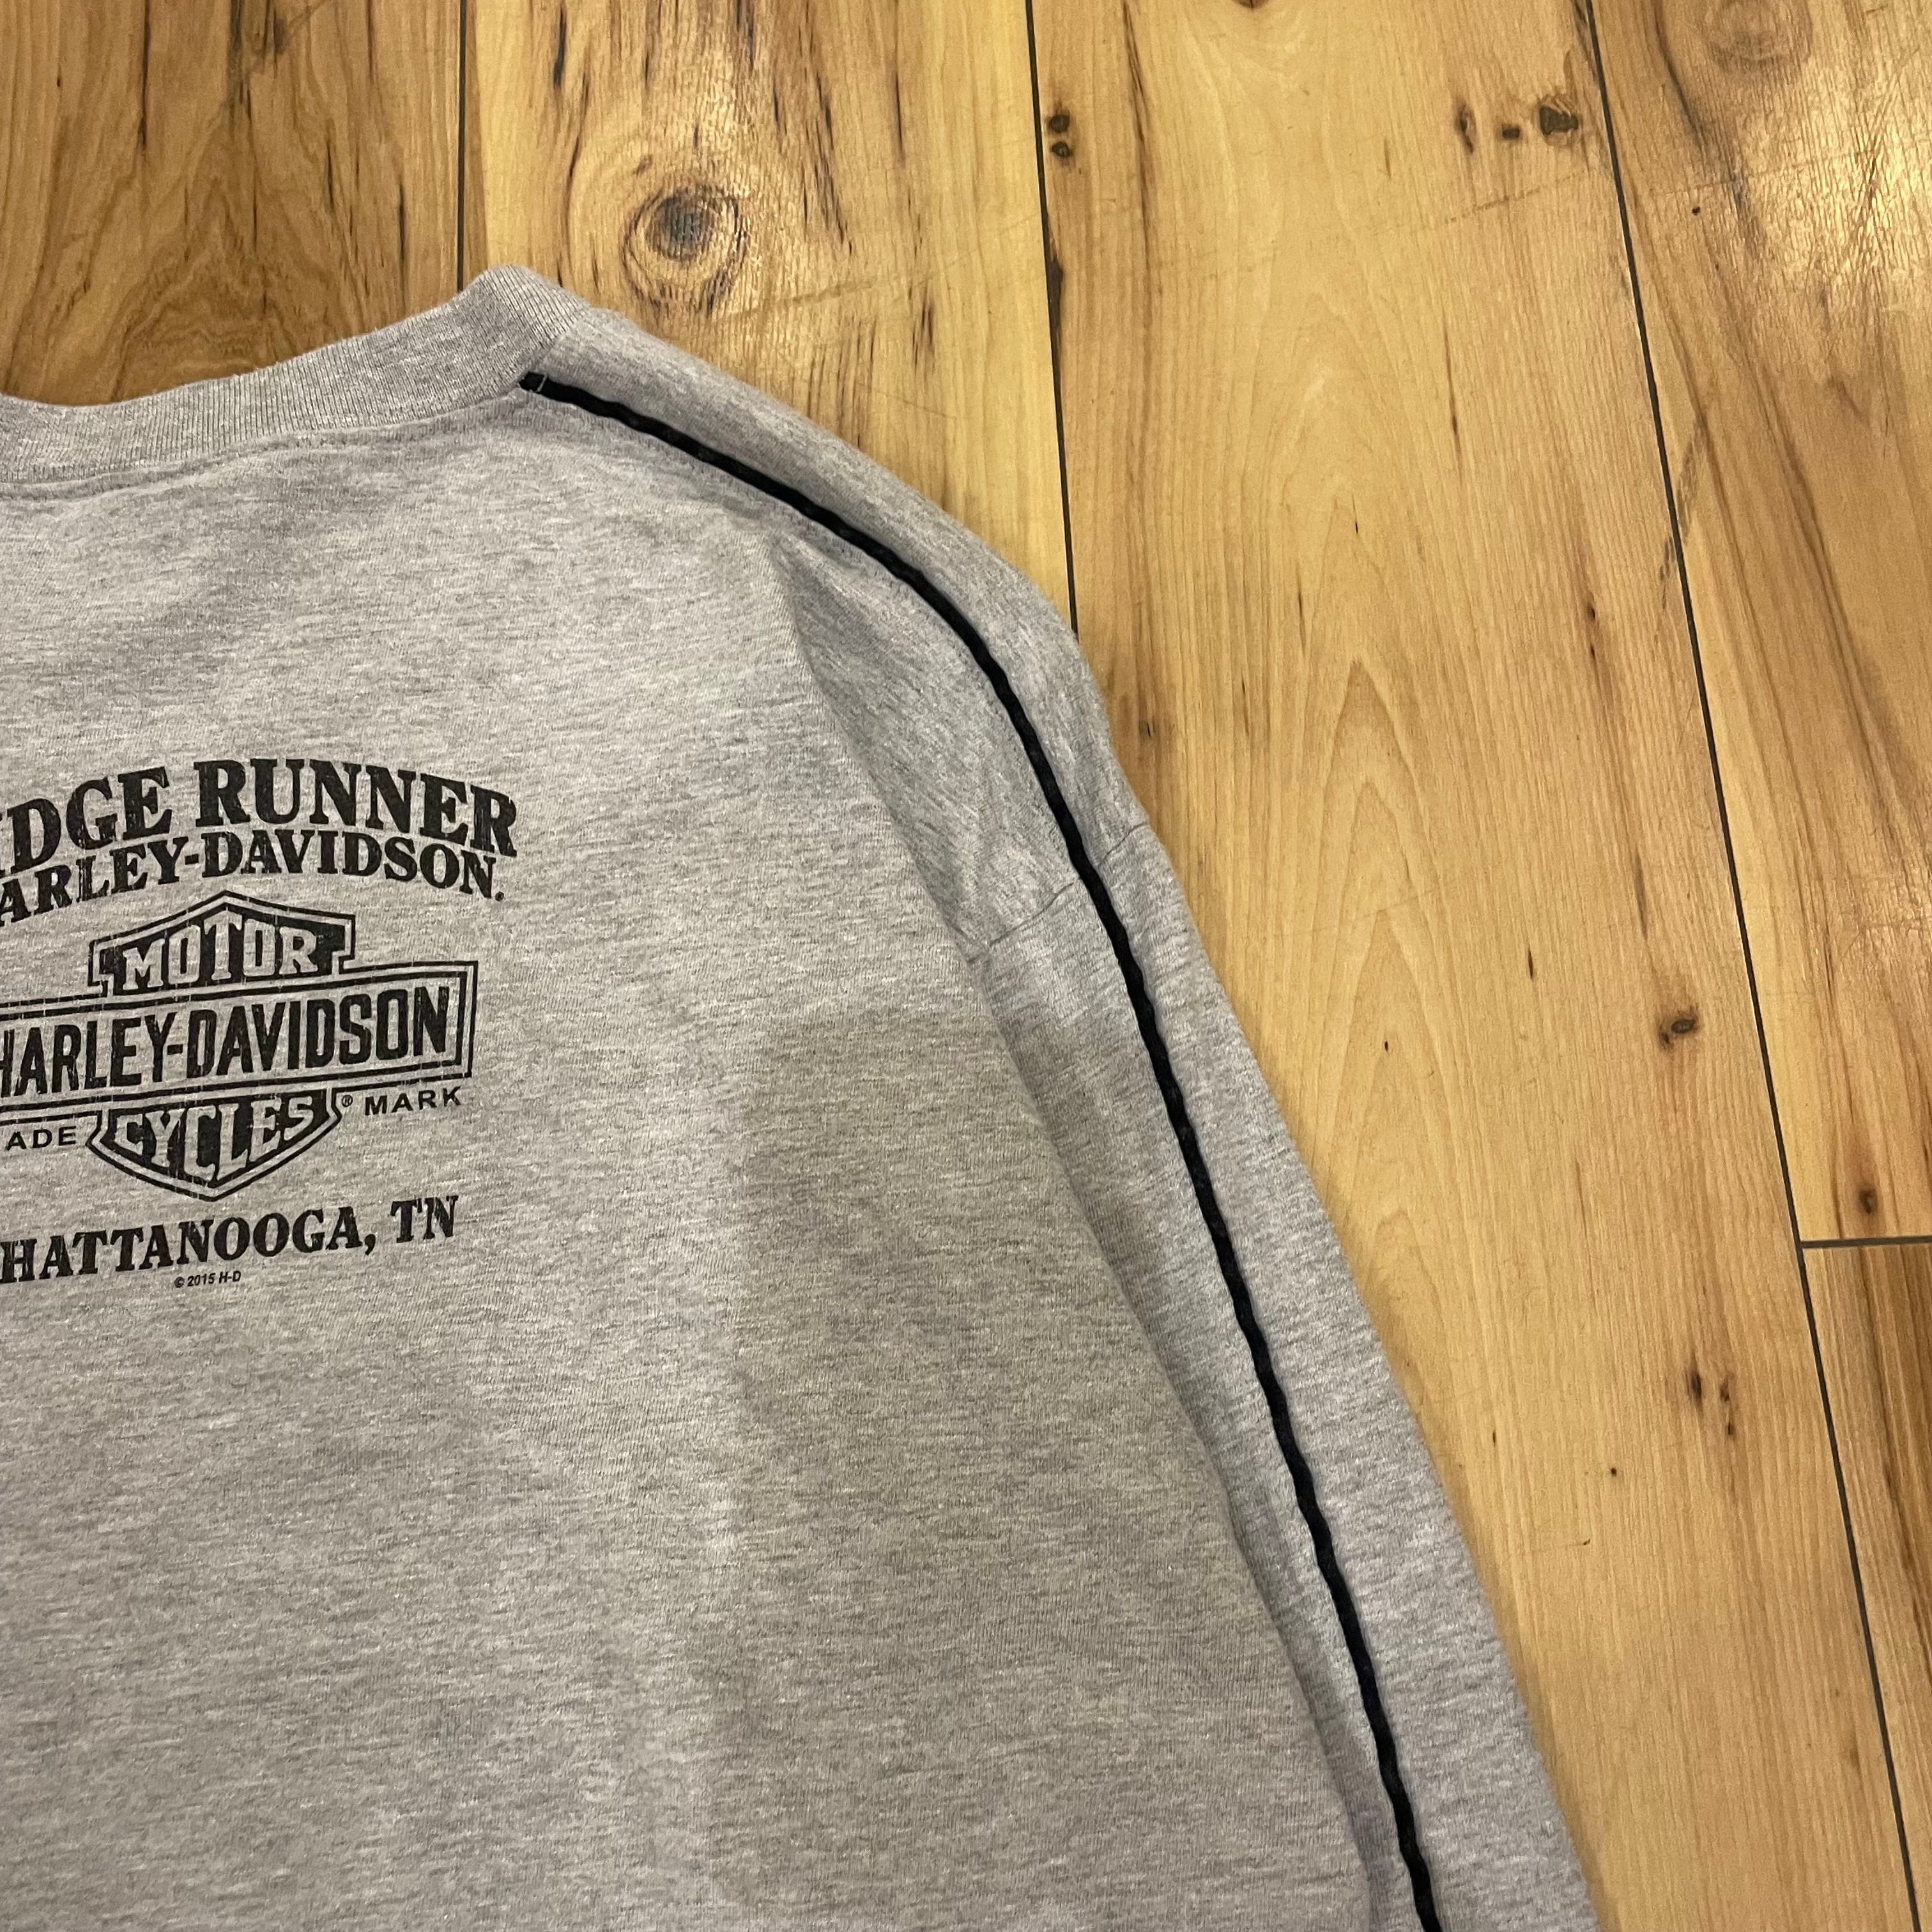 IDGE RUNNER
ARLEY-DAVIDSON.
MOTOR
HARLEY-DAVIDSON
ADE CYCLES ® MARK
HATTANOOGA, TN
© 2015 H-D